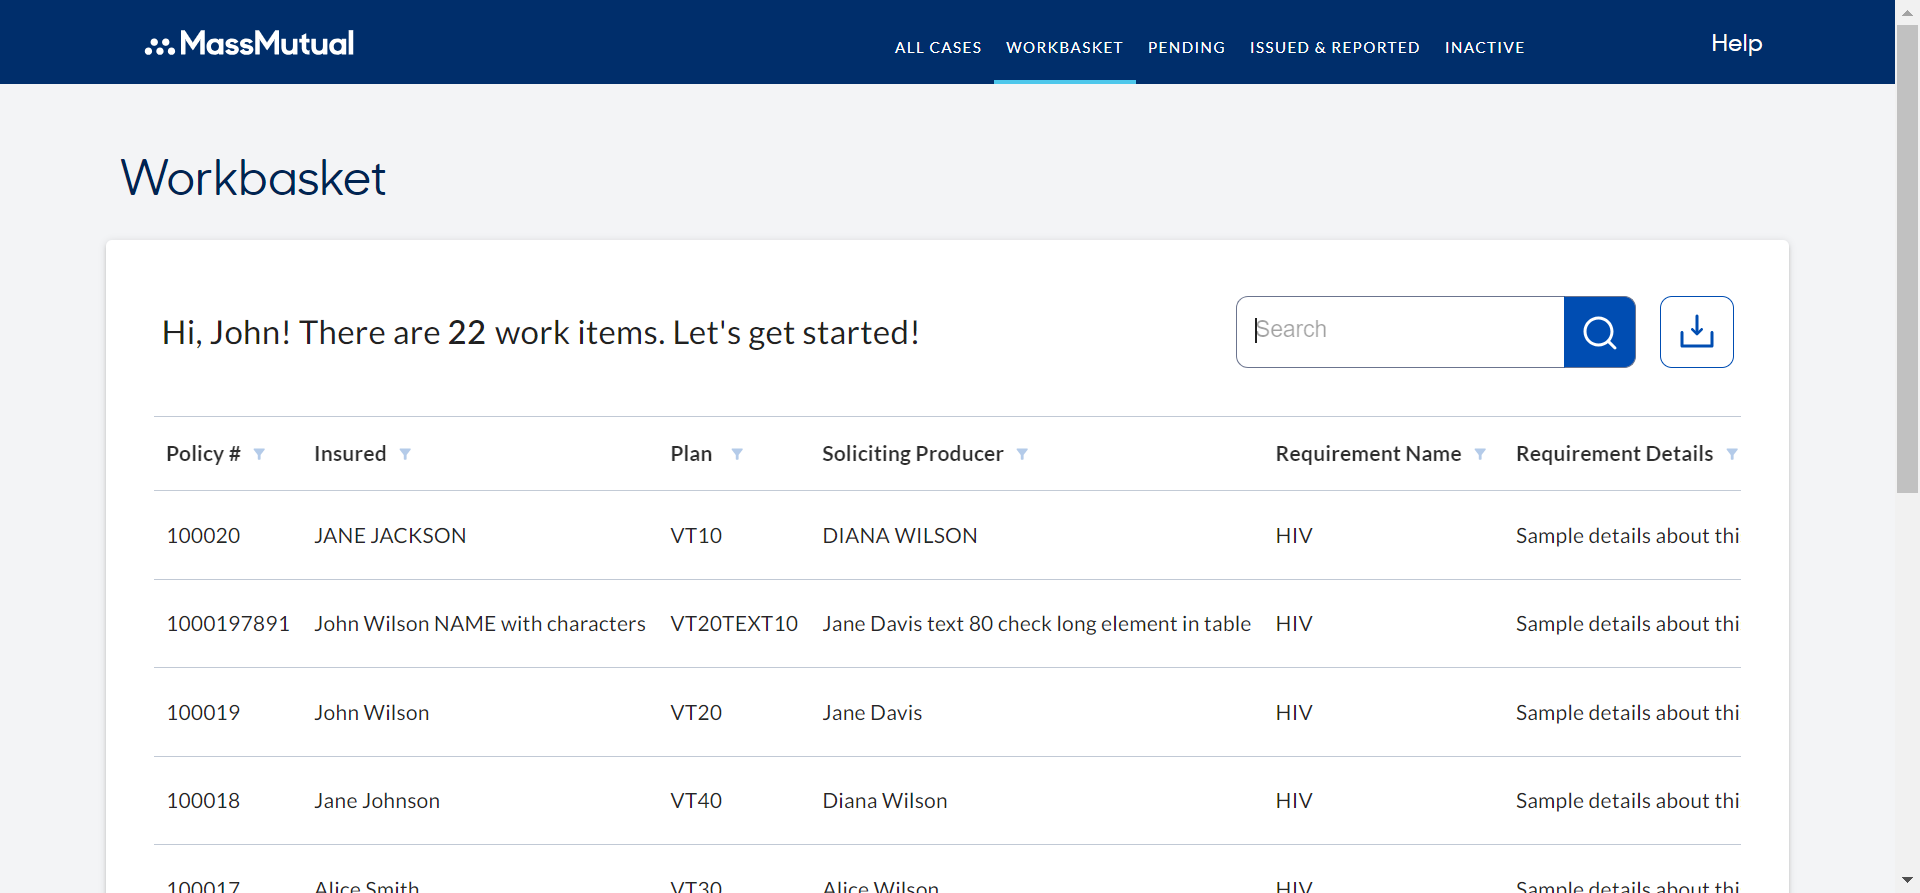 MassMutual
ALL CASES WORKBASKET PENDING ISSUED & REPORTED INACTIVE
Help
Workbasket
Hi, John! There are 22 work items. Let's get started!
Search
Policy # Insured Plan Soliciting Producer Requirement Name Requirement Details
100020 JANE JACKSON VT10 DIANA WILSON HIV Sample details about thi
1000197891 John Wilson NAME with characters VT20TEXT10 Jane Davis text 80 check long element in table HIV Sample details about thi
100019 John Wilson VT20 Jane Davis HIV Sample details about thi
100018 Jane Johnson VT40 Diana Wilson HIV Sample details about thi
100017 Alice Smith VT30 Alice Wilson HIV Sample details about thi